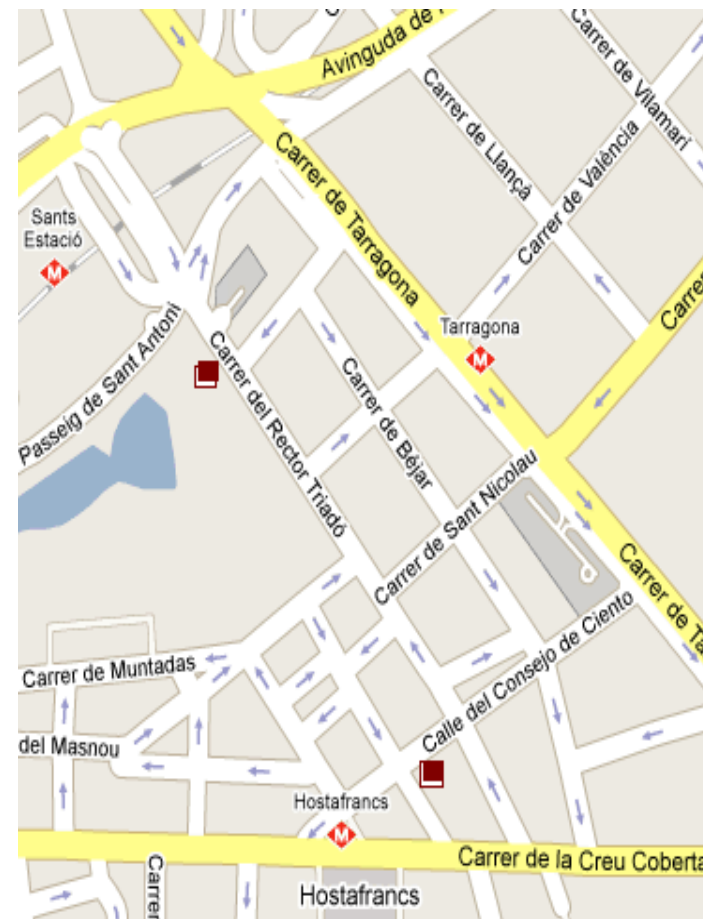 Avinguda de
Carrer de Vilamarí
Carrer de Llançà
Carrer de València
Carrer de Tarragona
Sants
Estació
Carrer
Tarragona
Passeig de Sant Antoni
Carrer del Rector Triadó
Carrer de Béjar
Carrer de Sant Nicolau
Carrer de Ta
Calle del Consejo de Ciento
Carrer de Muntadas
del Masnou
Hostafrancs
Carrer de la Creu Coberta
Carrer
Hostafrancs